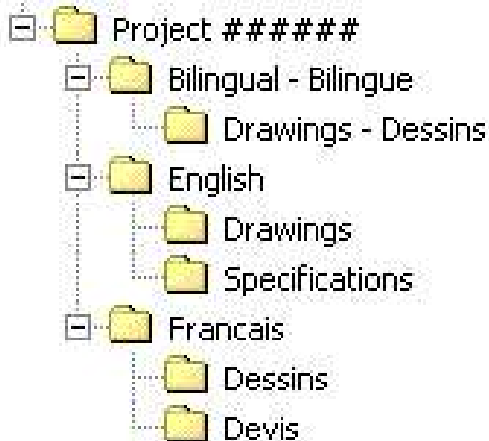 Project ######
Bilingual - Bilingue
Drawings - Dessins
English
Drawings
Specifications
Francais
Dessins
Devis